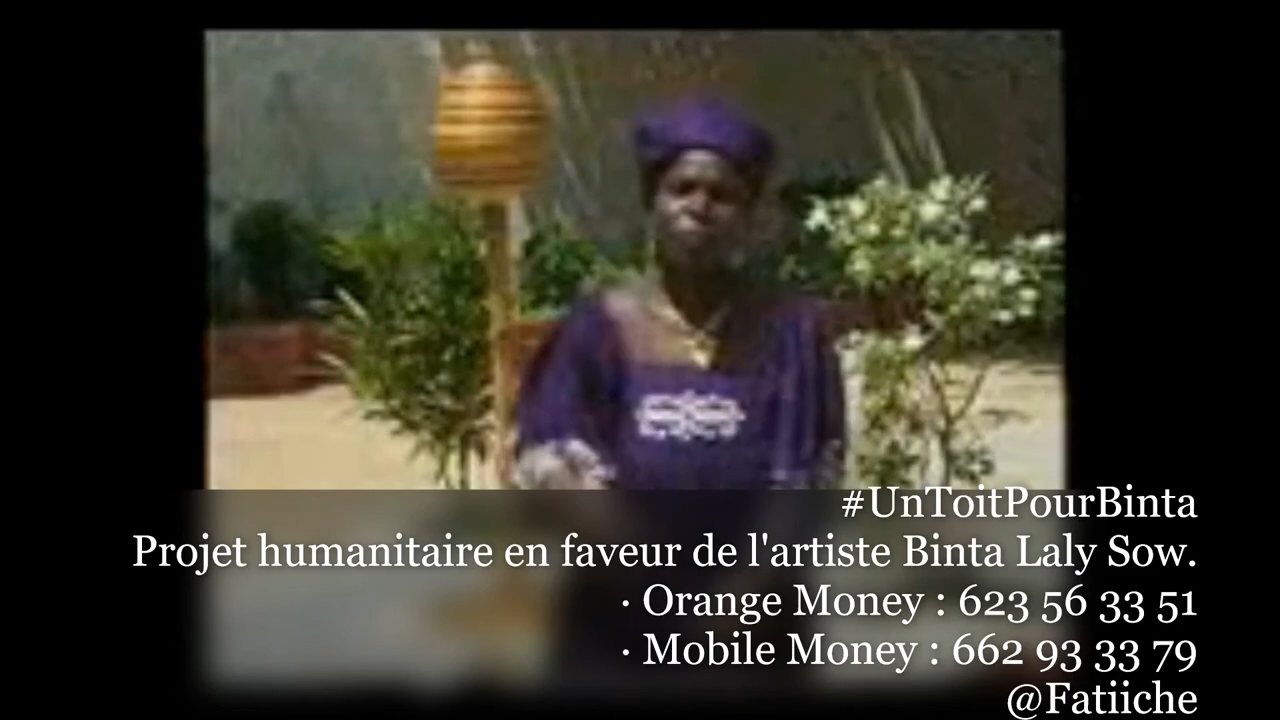 #UnToitPourBinta
Projet humanitaire en faveur de l'artiste Binta Laly Sow.
· Orange Money : 623 56 33 51
· Mobile Money : 662 93 33 79
@Fatiiche